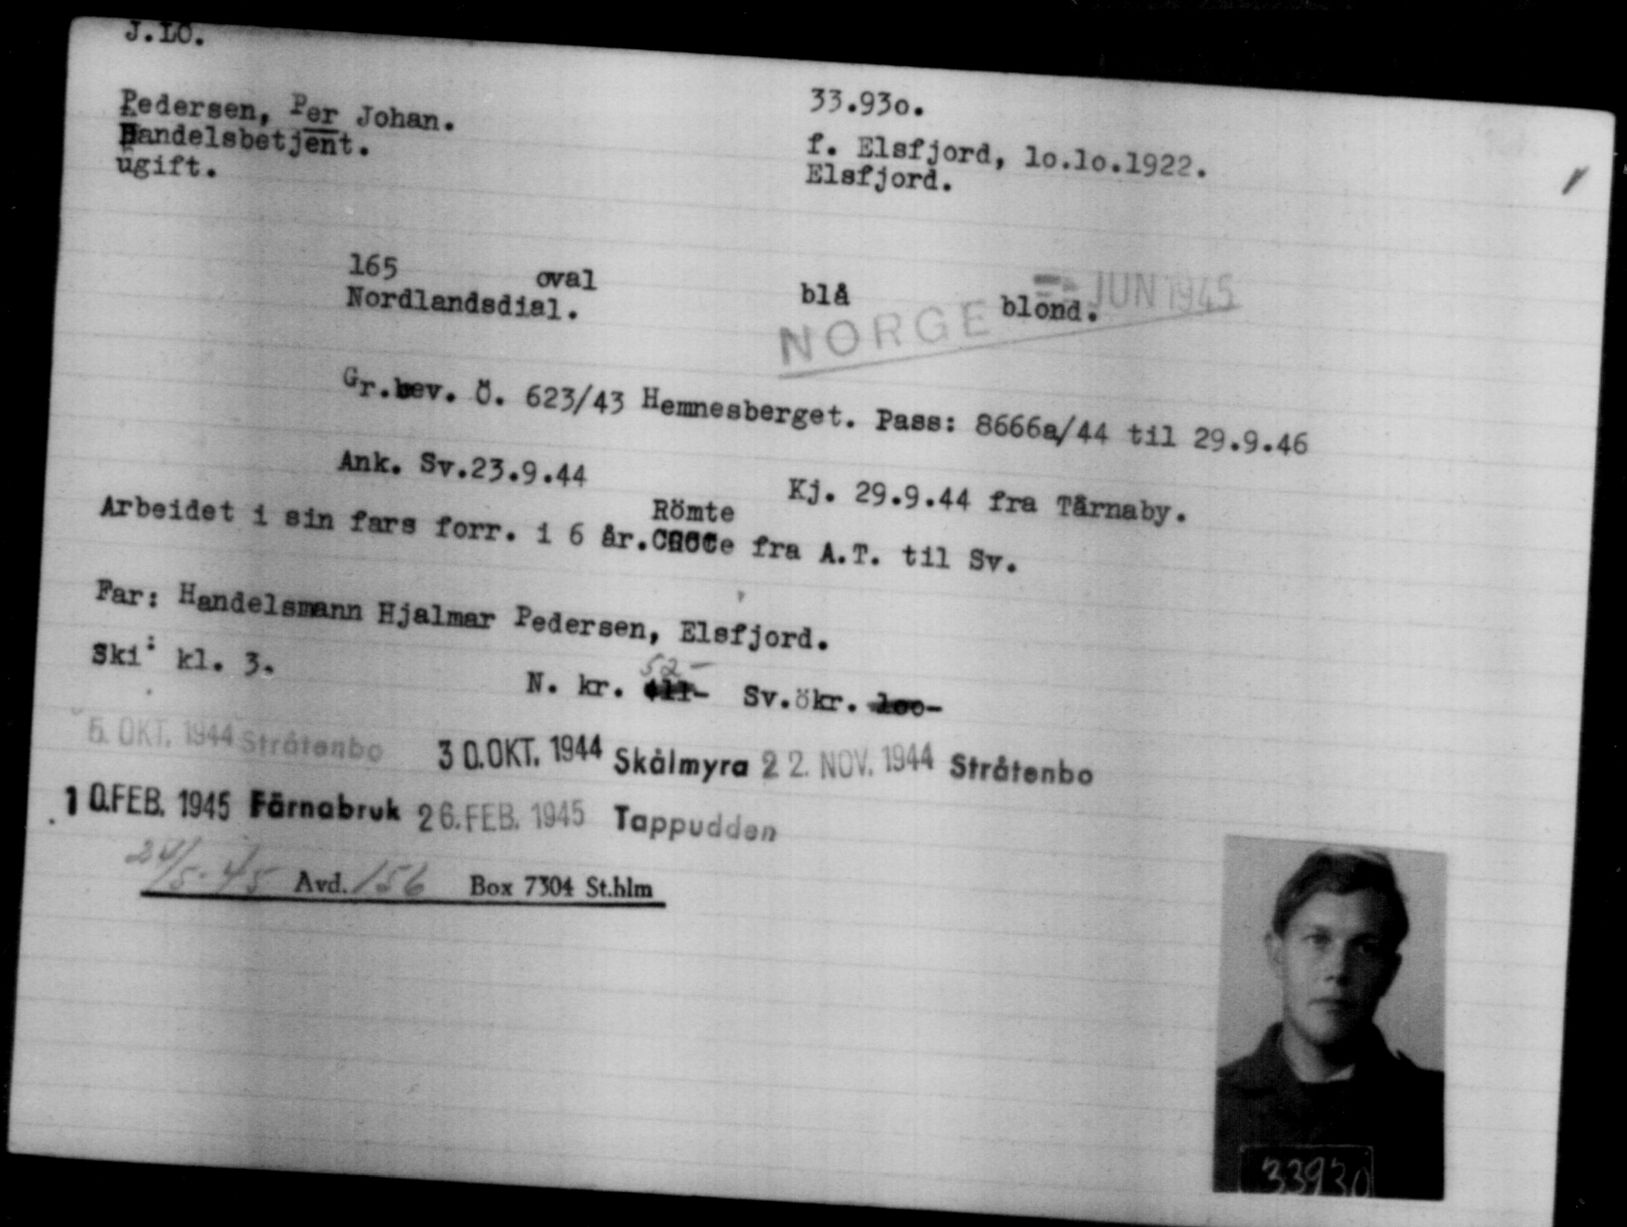 J.LO.
Pedersen, Per Johan. 33.93o.
Handelsbetjent. f. Elsfjord, lo.lo.1922.
ugift. Elsfjord.
165 oval blå blond.
Nordlandsdial.
NORGE JUN 1945
Gr.bev. Ö. 623/43 Hemnesberget. Pass: 8666a/44 til 29.9.46
Ank. Sv.23.9.44 Kj. 29.9.44 fra Tärnaby.
Römte
Arbeidet i sin fars forr. i 6 år. fra A.T. til Sv.
Far: Handelsmann Hjalmar Pedersen, Elsfjord.
Ski: kl. 3.
52-
N. kr. Sv.ökr. loo-
5. OKT. 1944 Stråtenbo 30.OKT. 1944 Skålmyra 22. NOV. 1944 Stråtenbo
10.FEB. 1945 Färnabruk 26.FEB. 1945 Tappudden
24/5-45 Avd. 156 Box 7304 St.hlm
33930